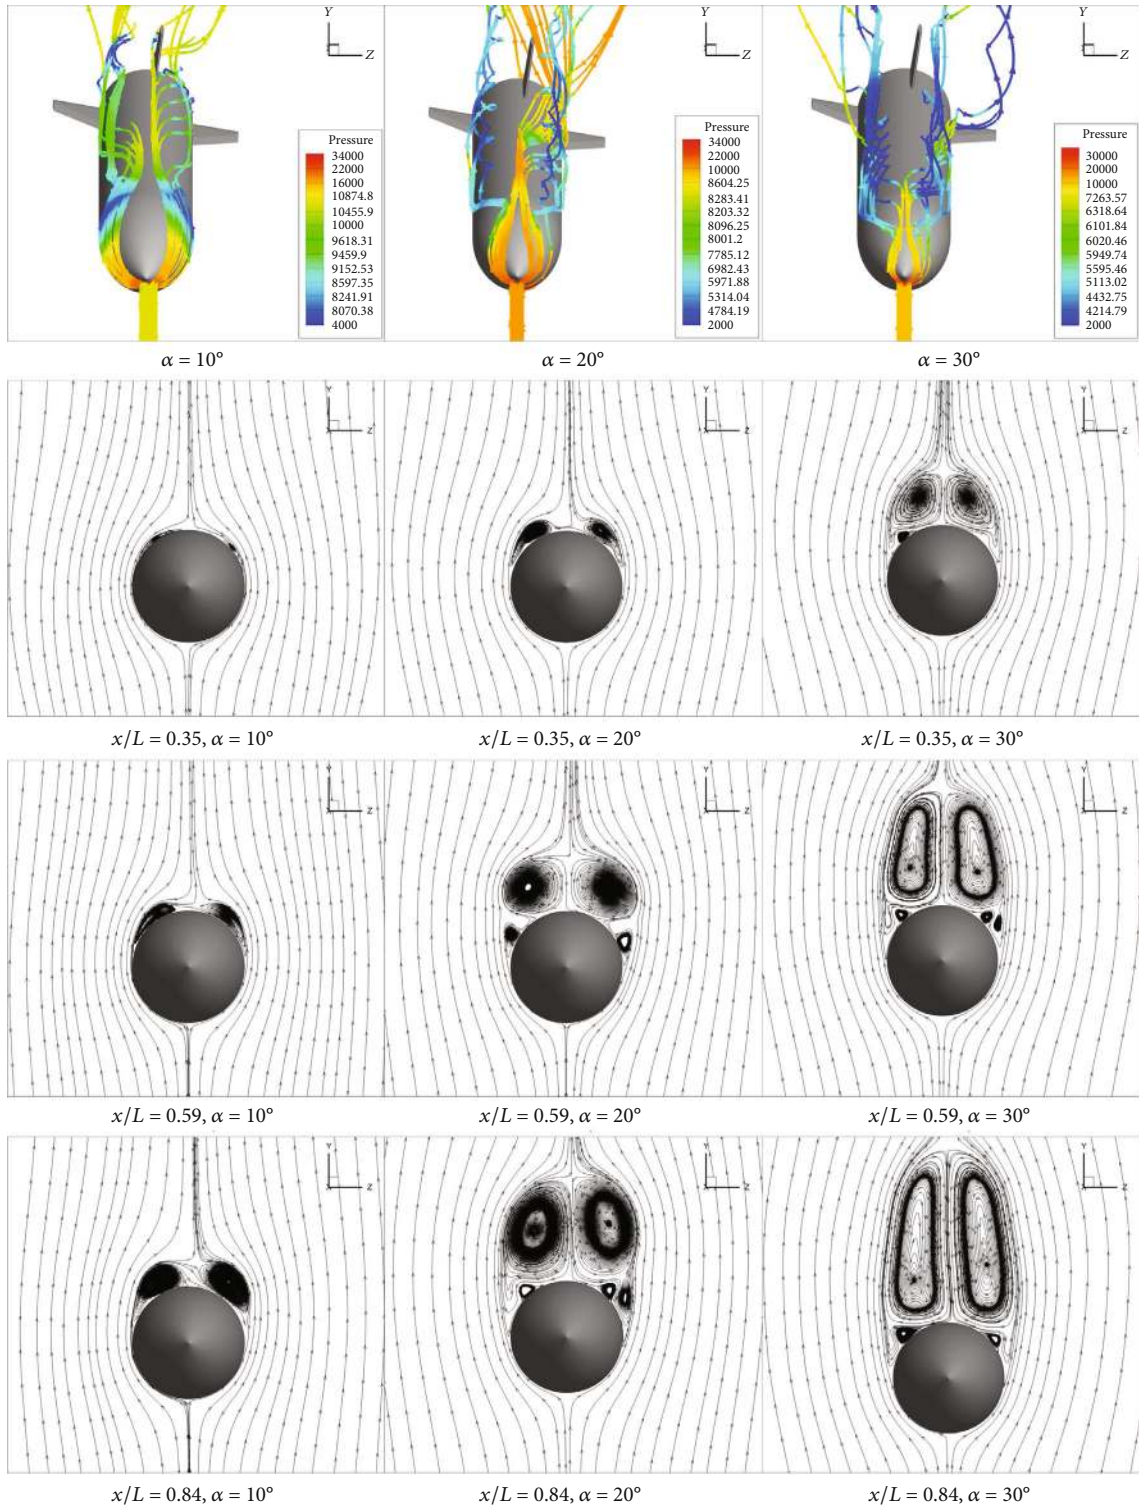 Y
Z
Pressure
34000
22000
16000
10874.8
10455.9
10000
9618.31
9459.9
9152.53
8597.35
8241.91
8070.38
4000
α = 10°
Y
Z
Pressure
34000
22000
10000
8604.25
8283.41
8203.32
8096.25
8001.2
7785.12
6982.43
5971.88
5314.04
4784.19
2000
α = 20°
Y
Z
Pressure
30000
20000
10000
7263.57
6318.64
6101.84
6020.46
5949.74
5595.46
5113.02
4432.75
4214.79
2000
α = 30°
Y
Z
x/L = 0.35, α = 10°
Y
Z
x/L = 0.35, α = 20°
Y
Z
x/L = 0.35, α = 30°
Y
Z
x/L = 0.59, α = 10°
Y
Z
x/L = 0.59, α = 20°
Y
Z
x/L = 0.59, α = 30°
Y
Z
x/L = 0.84, α = 10°
Y
Z
x/L = 0.84, α = 20°
Y
Z
x/L = 0.84, α = 30°